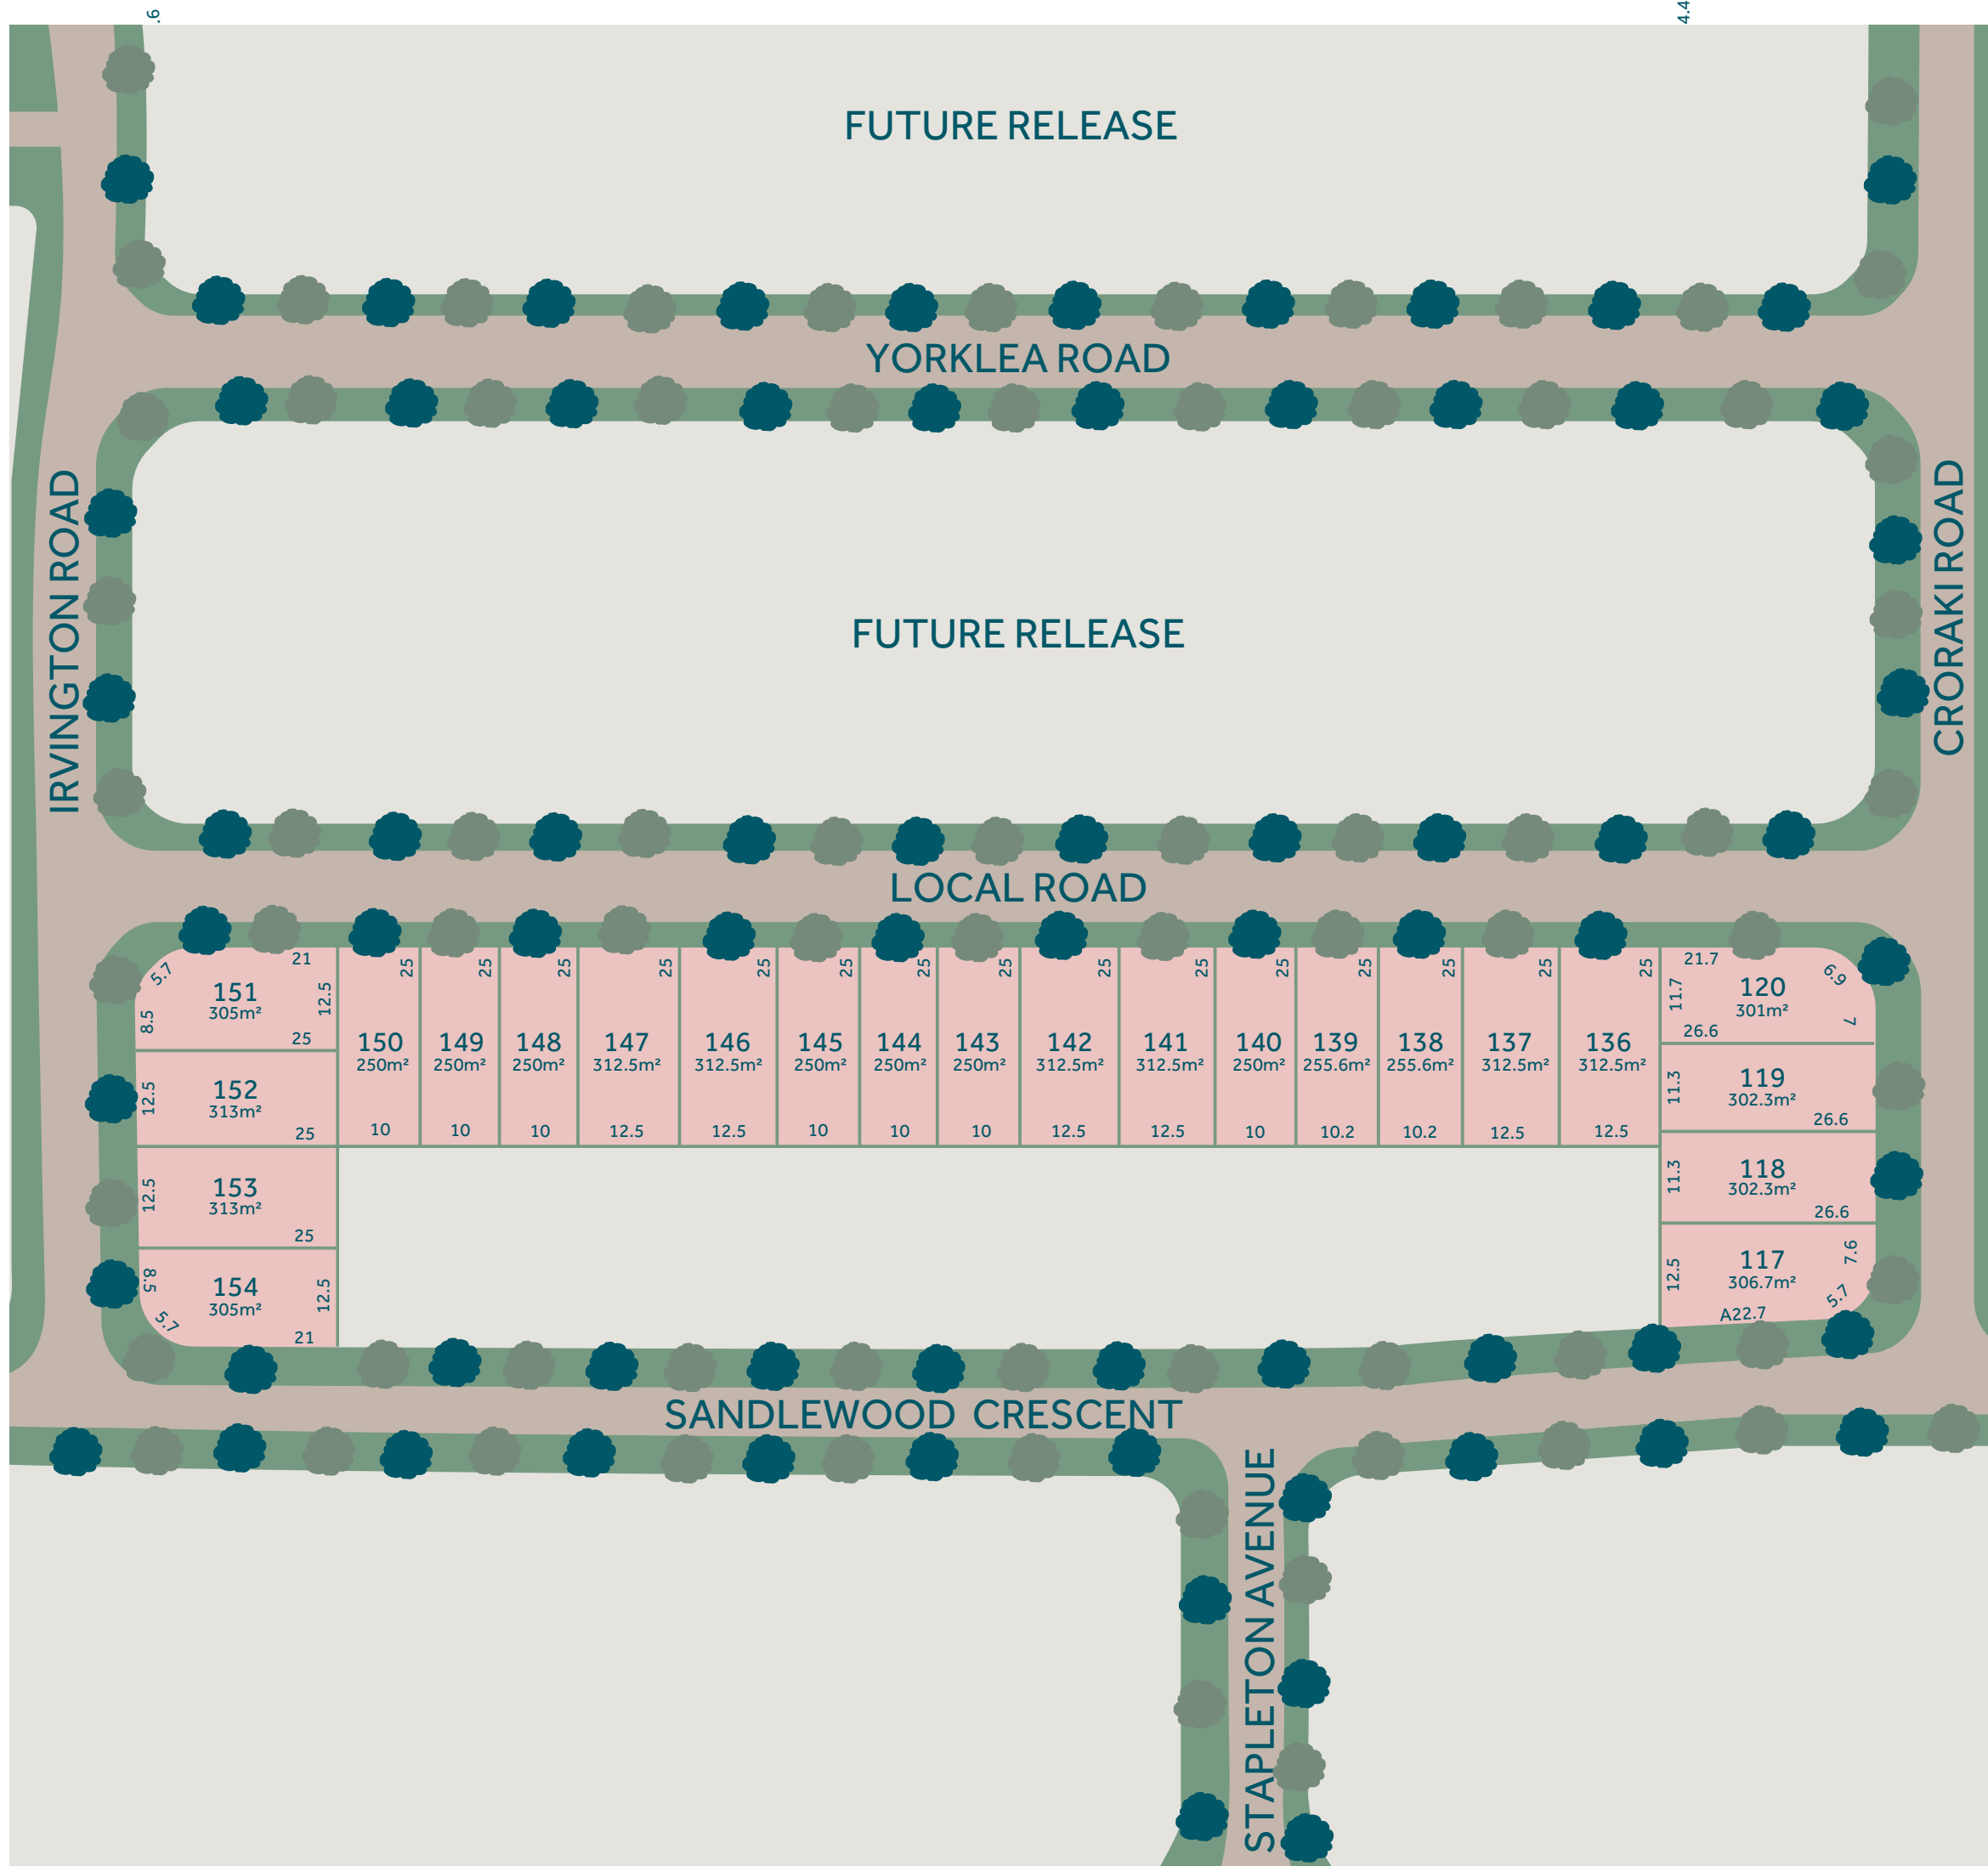 .6
4.4
FUTURE RELEASE
YORKLEA ROAD
IRVINGTON ROAD
CRORAKI ROAD
FUTURE RELEASE
LOCAL ROAD
5.7
21
151
305m²
8.5
12.5
25
152
313m²
12.5
25
153
313m²
12.5
25
154
305m²
8.5
12.5
5.7
21
25
150
250m²
10
25
149
250m²
10
25
148
250m²
10
25
147
312.5m²
12.5
25
146
312.5m²
12.5
25
145
250m²
10
25
144
250m²
10
25
143
250m²
10
25
142
312.5m²
12.5
25
141
312.5m²
12.5
25
140
250m²
10
25
139
255.6m²
10.2
25
138
255.6m²
10.2
25
137
312.5m²
12.5
25
136
312.5m²
12.5
21.7
6.9
11.7
120
301m²
7
26.6
11.3
119
302.3m²
26.6
11.3
118
302.3m²
26.6
12.5
117
306.7m²
7.6
5.7
A22.7
SANDLEWOOD CRESCENT
STAPLETON AVENUE